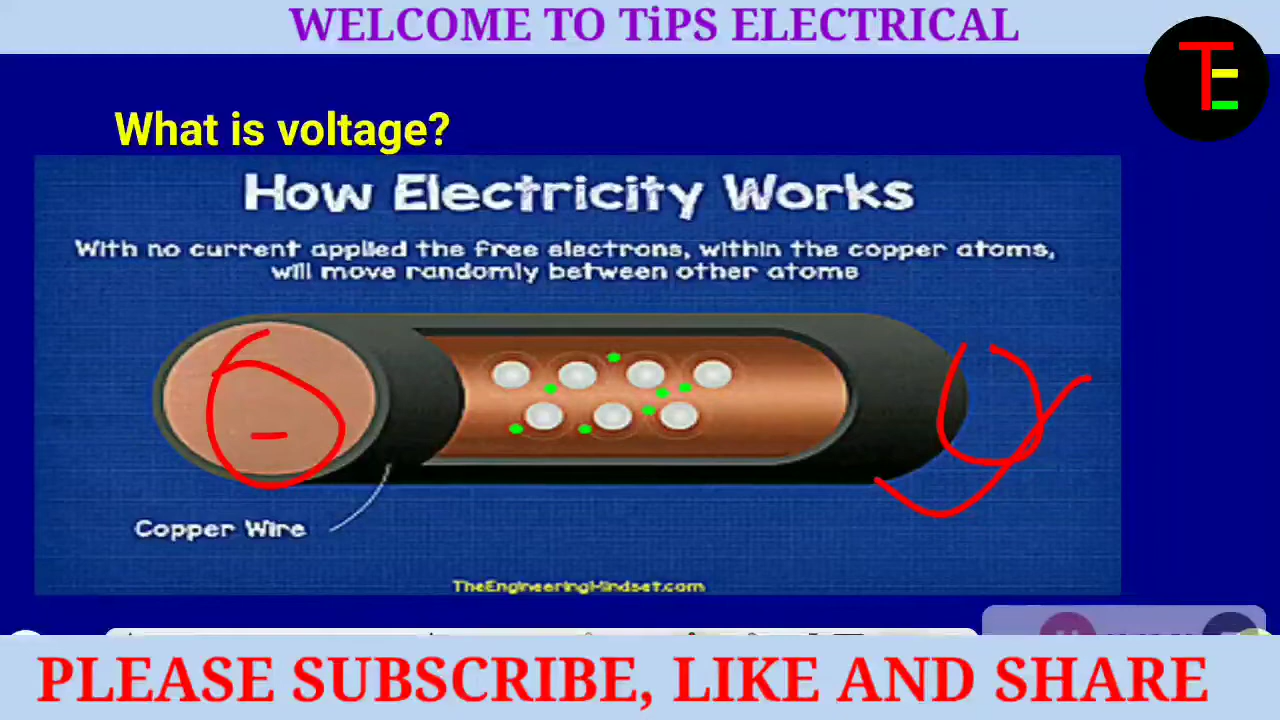 WELCOME TO TiPS ELECTRICAL
TE
What is voltage?
How Electricity Works
With no current applied the free electrons, within the copper atoms,
will move randomly between other atoms
-
Copper Wire
TheEngineeringMindset.com
PLEASE SUBSCRIBE, LIKE AND SHARE